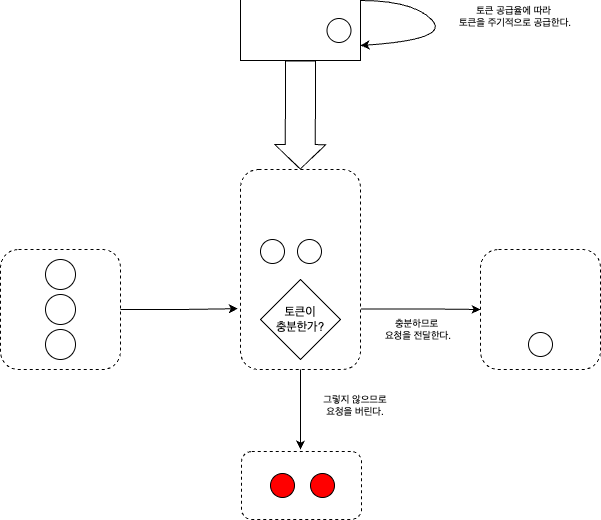 토큰 공급율에 따라
토큰을 주기적으로 공급한다.
토큰이
충분한가?
충분하므로
요청을 전달한다.
그렇지 않으므로
요청을 버린다.